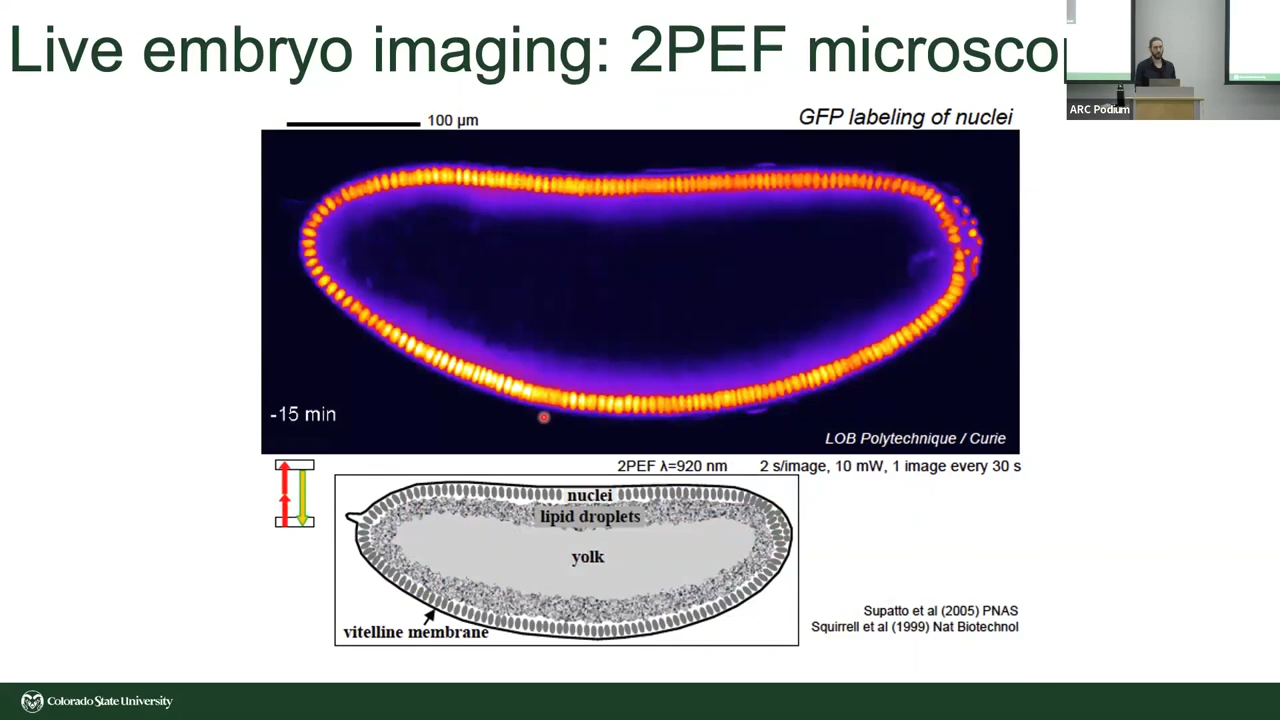 Live embryo imaging: 2PEF microsco
ARC Podium
100 µm
GFP labeling of nuclei
-15 min
LOB Polytechnique / Curie
2PEF λ=920 nm
2 s/image, 10 mW, 1 image every 30 s
nuclei
lipid droplets
yolk
vitelline membrane
Supatto et al (2005) PNAS
Squirrell et al (1999) Nat Biotechnol
Colorado State University